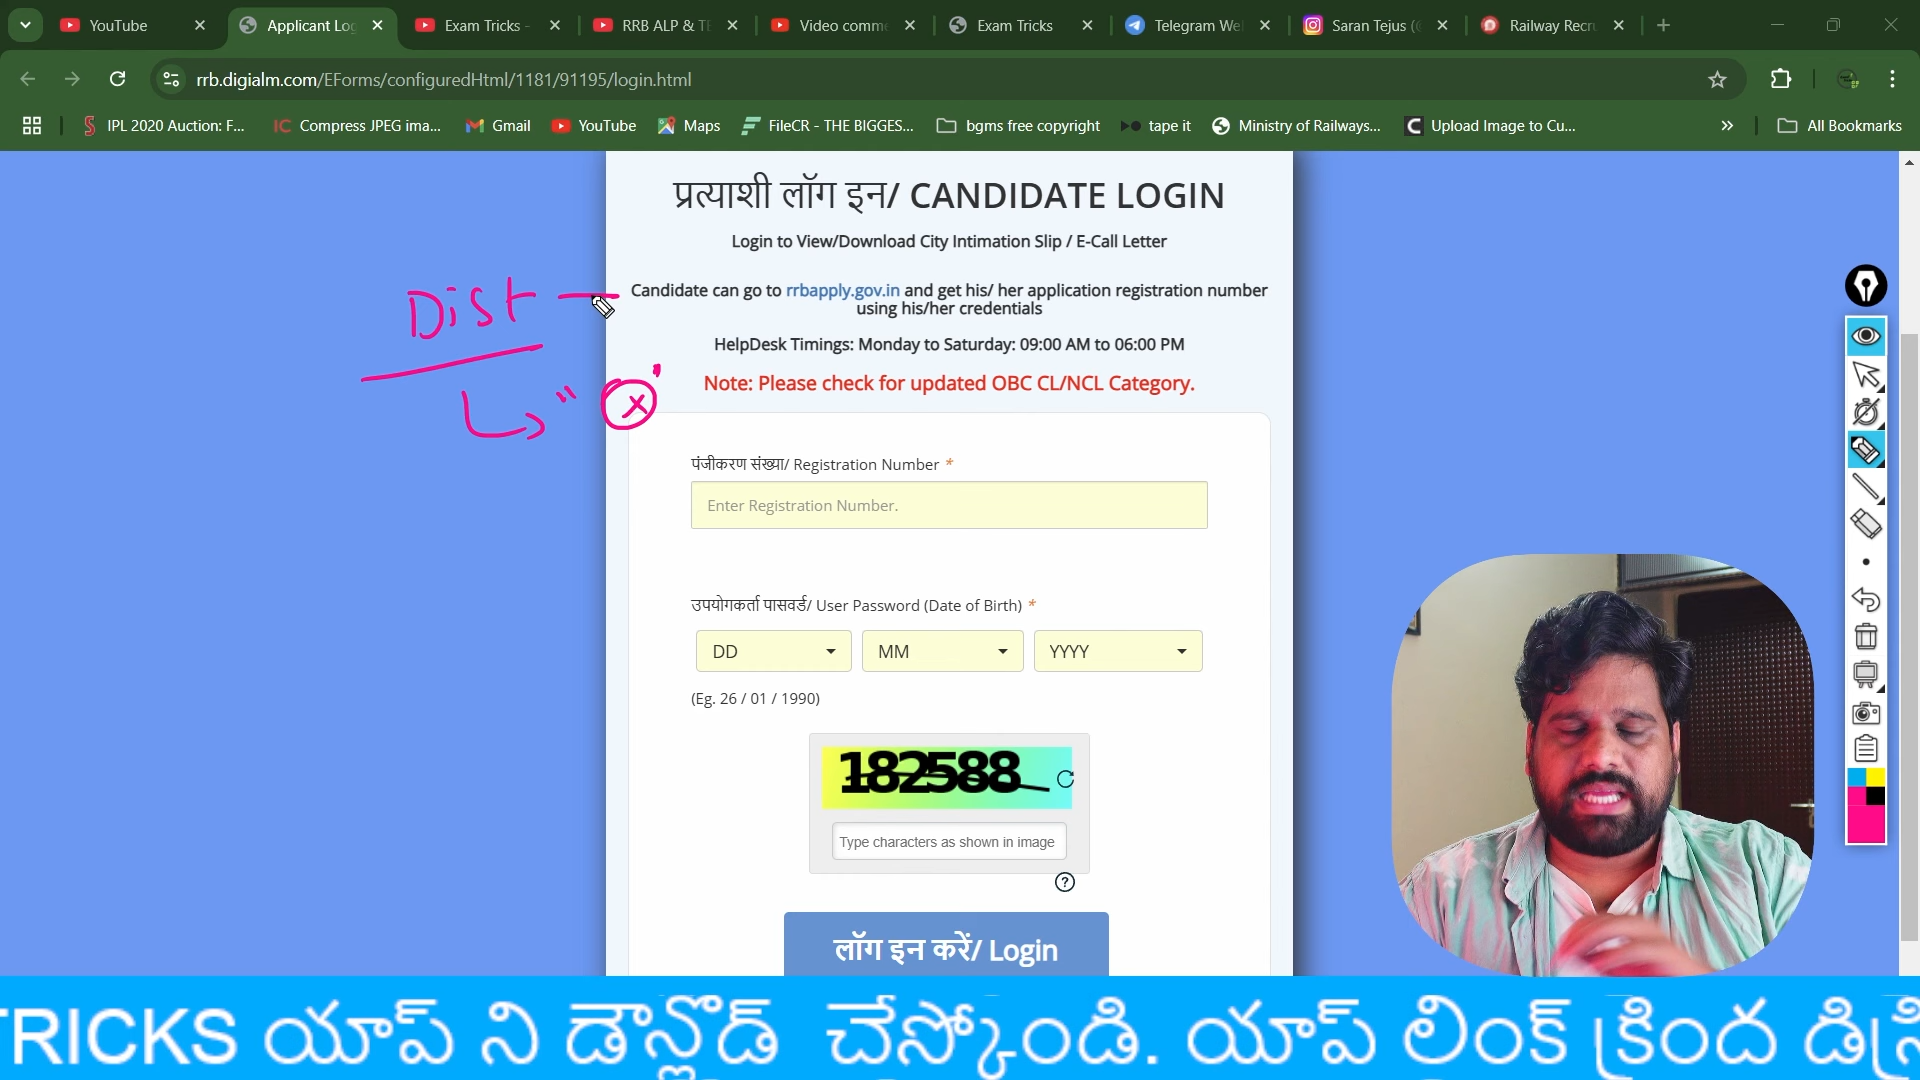 YouTube
Applicant Log
Exam Tricks -
RRB ALP & TE
Video comme
Exam Tricks
Telegram We
Saran Tejus (
Railway Recru
rrb.digialm.com/EForms/configuredHtml/1181/91195/login.html
IPL 2020 Auction: F...
Compress JPEG ima...
Gmail
YouTube
Maps
FileCR - THE BIGGES...
bgms free copyright
tape it
Ministry of Railways...
Upload Image to Cu...
All Bookmarks
प्रत्याशी लॉग इन/ CANDIDATE LOGIN
Login to View/Download City Intimation Slip / E-Call Letter
Dist
Candidate can go to rrbapply.gov.in and get his/ her application registration number
using his/her credentials
HelpDesk Timings: Monday to Saturday: 09:00 AM to 06:00 PM
Note: Please check for updated OBC CL/NCL Category.
" X '
पंजीकरण संख्या/ Registration Number *
Enter Registration Number.
उपयोगकर्ता पासवर्ड/ User Password (Date of Birth) *
DD
MM
YYYY
(Eg. 26 / 01 / 1990)
182588
Type characters as shown in image
लॉग इन करें/ Login
TRICKS యాప్ ని డౌన్లోడ్ చేస్కోండి. యాప్ లింక్ క్రింద డిస్రి